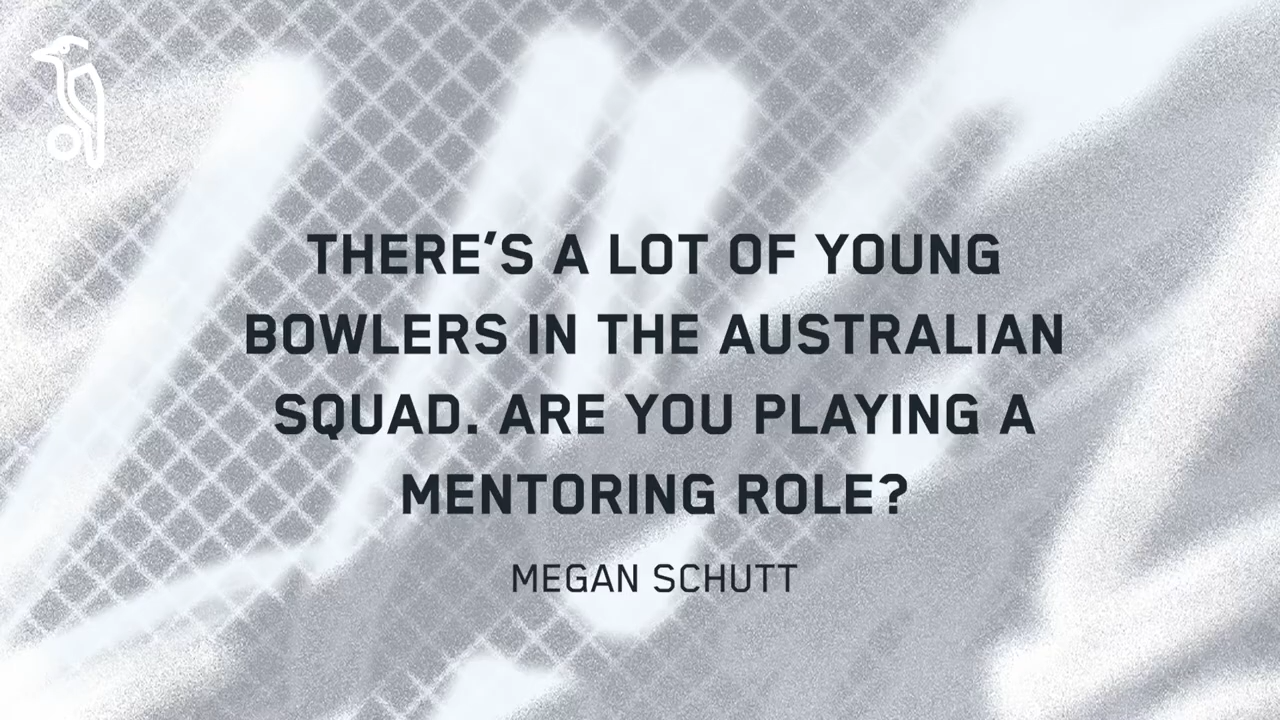 THERE'S A LOT OF YOUNG
BOWLERS IN THE AUSTRALIAN
SQUAD. ARE YOU PLAYING A
MENTORING ROLE?
MEGAN SCHUTT